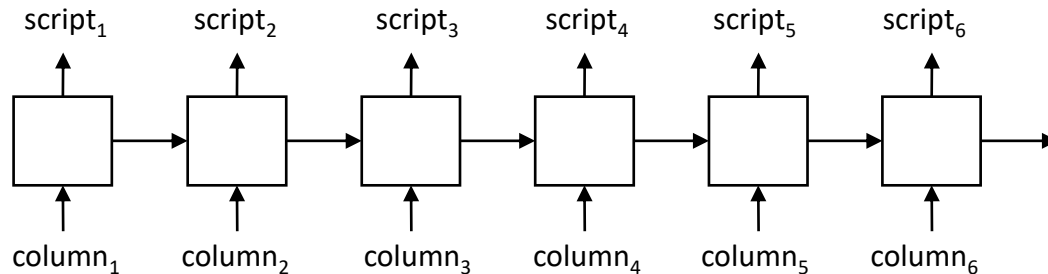 script₁ script₂ script₃ script₄ script₅ script₆
column₁ column₂ column₃ column₄ column₅ column₆